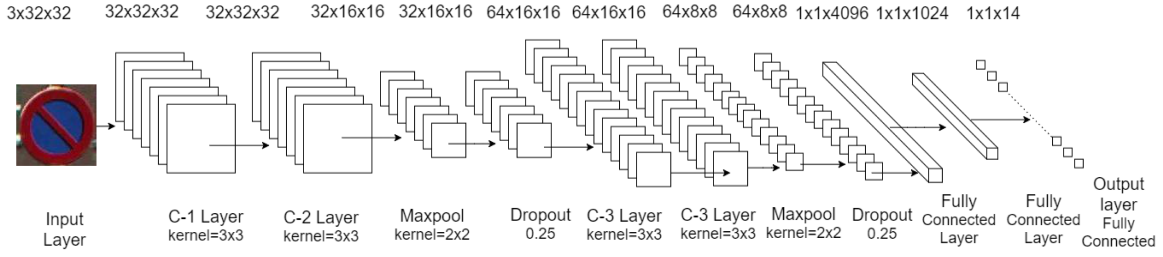 3x32x32 32x32x32 32x32x32 32x16x16 32x16x16 64x16x16 64x16x16 64x8x8 64x8x8 1x1x4096 1x1x1024 1x1x14
Input
Layer
C-1 Layer
kernel=3x3
C-2 Layer
kernel=3x3
Maxpool
kernel=2x2
Dropout
0.25
C-3 Layer
kernel=3x3
C-3 Layer
kernel=3x3
Maxpool
kernel=2x2
Dropout
0.25
Fully
Connected
Layer
Fully
Connected
Layer
Output
layer
Fully
Connected